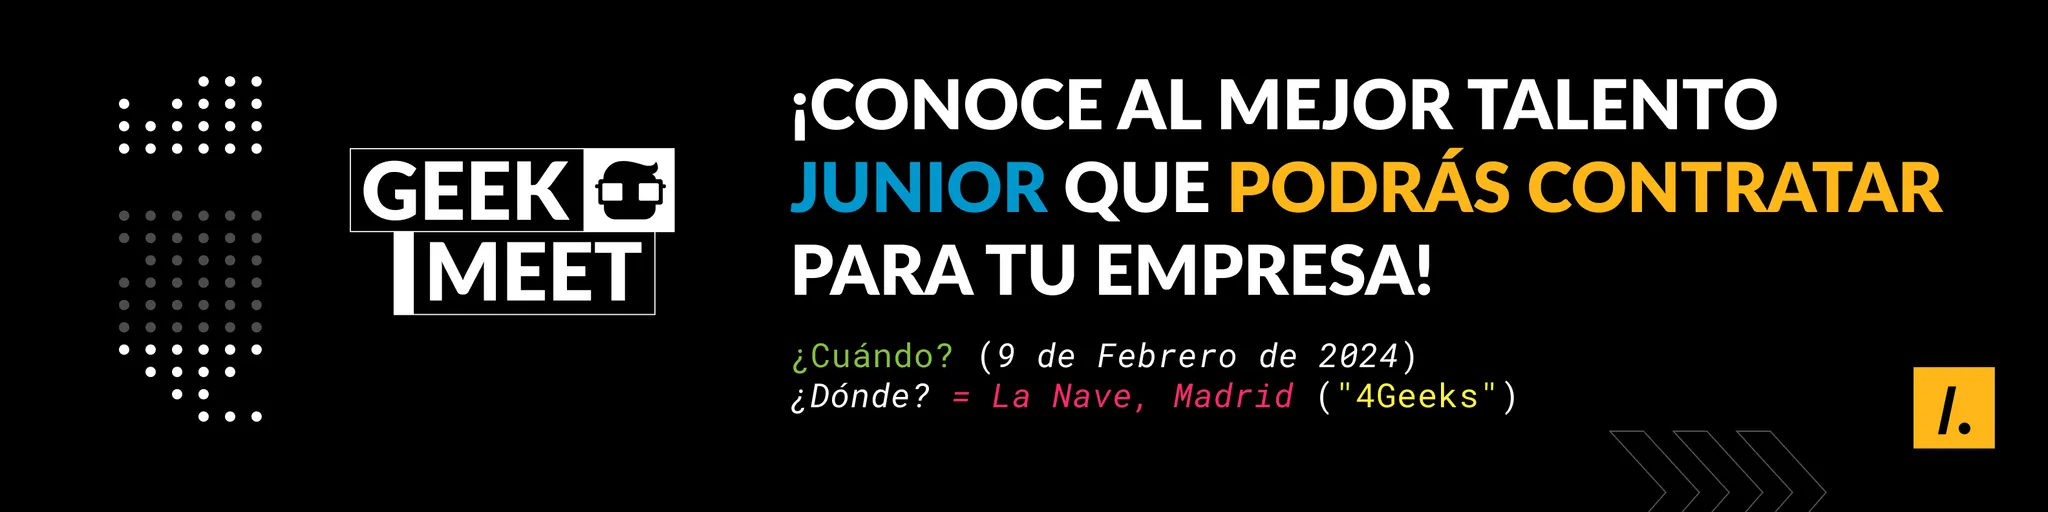 GEEK
MEET
¡CONOCE AL MEJOR TALENTO
JUNIOR QUE PODRÁS CONTRATAR
PARA TU EMPRESA!
¿Cuándo? (9 de Febrero de 2024)
¿Dónde? = La Nave, Madrid ("4Geeks")
/.